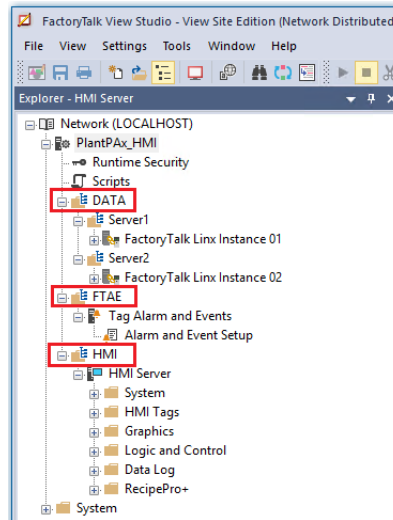 FactoryTalk View Studio - View Site Edition (Network Distributed
File View Settings Tools Window Help
Explorer - HMI Server
Network (LOCALHOST)
PlantPAx_HMI
Runtime Security
Scripts
DATA
Server1
FactoryTalk Linx Instance 01
Server2
FactoryTalk Linx Instance 02
FTAE
Tag Alarm and Events
Alarm and Event Setup
HMI
HMI Server
System
HMI Tags
Graphics
Logic and Control
Data Log
RecipePro+
System